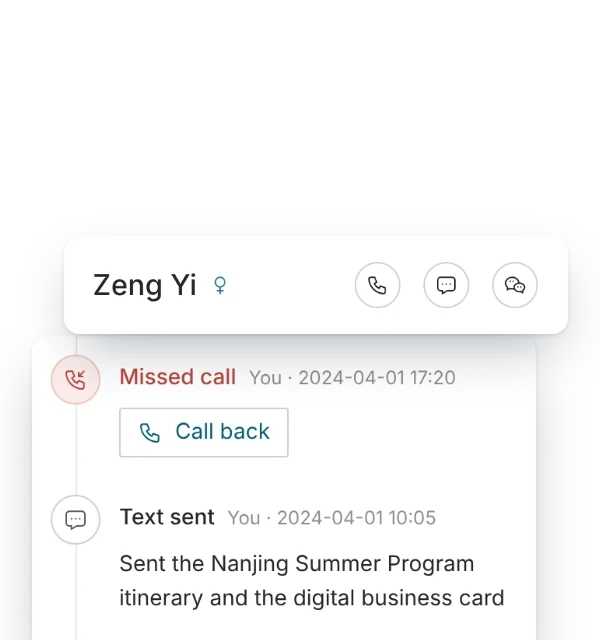 Zeng Yi
Missed call You · 2024-04-01 17:20
Call back
Text sent You · 2024-04-01 10:05
Sent the Nanjing Summer Program
itinerary and the digital business card